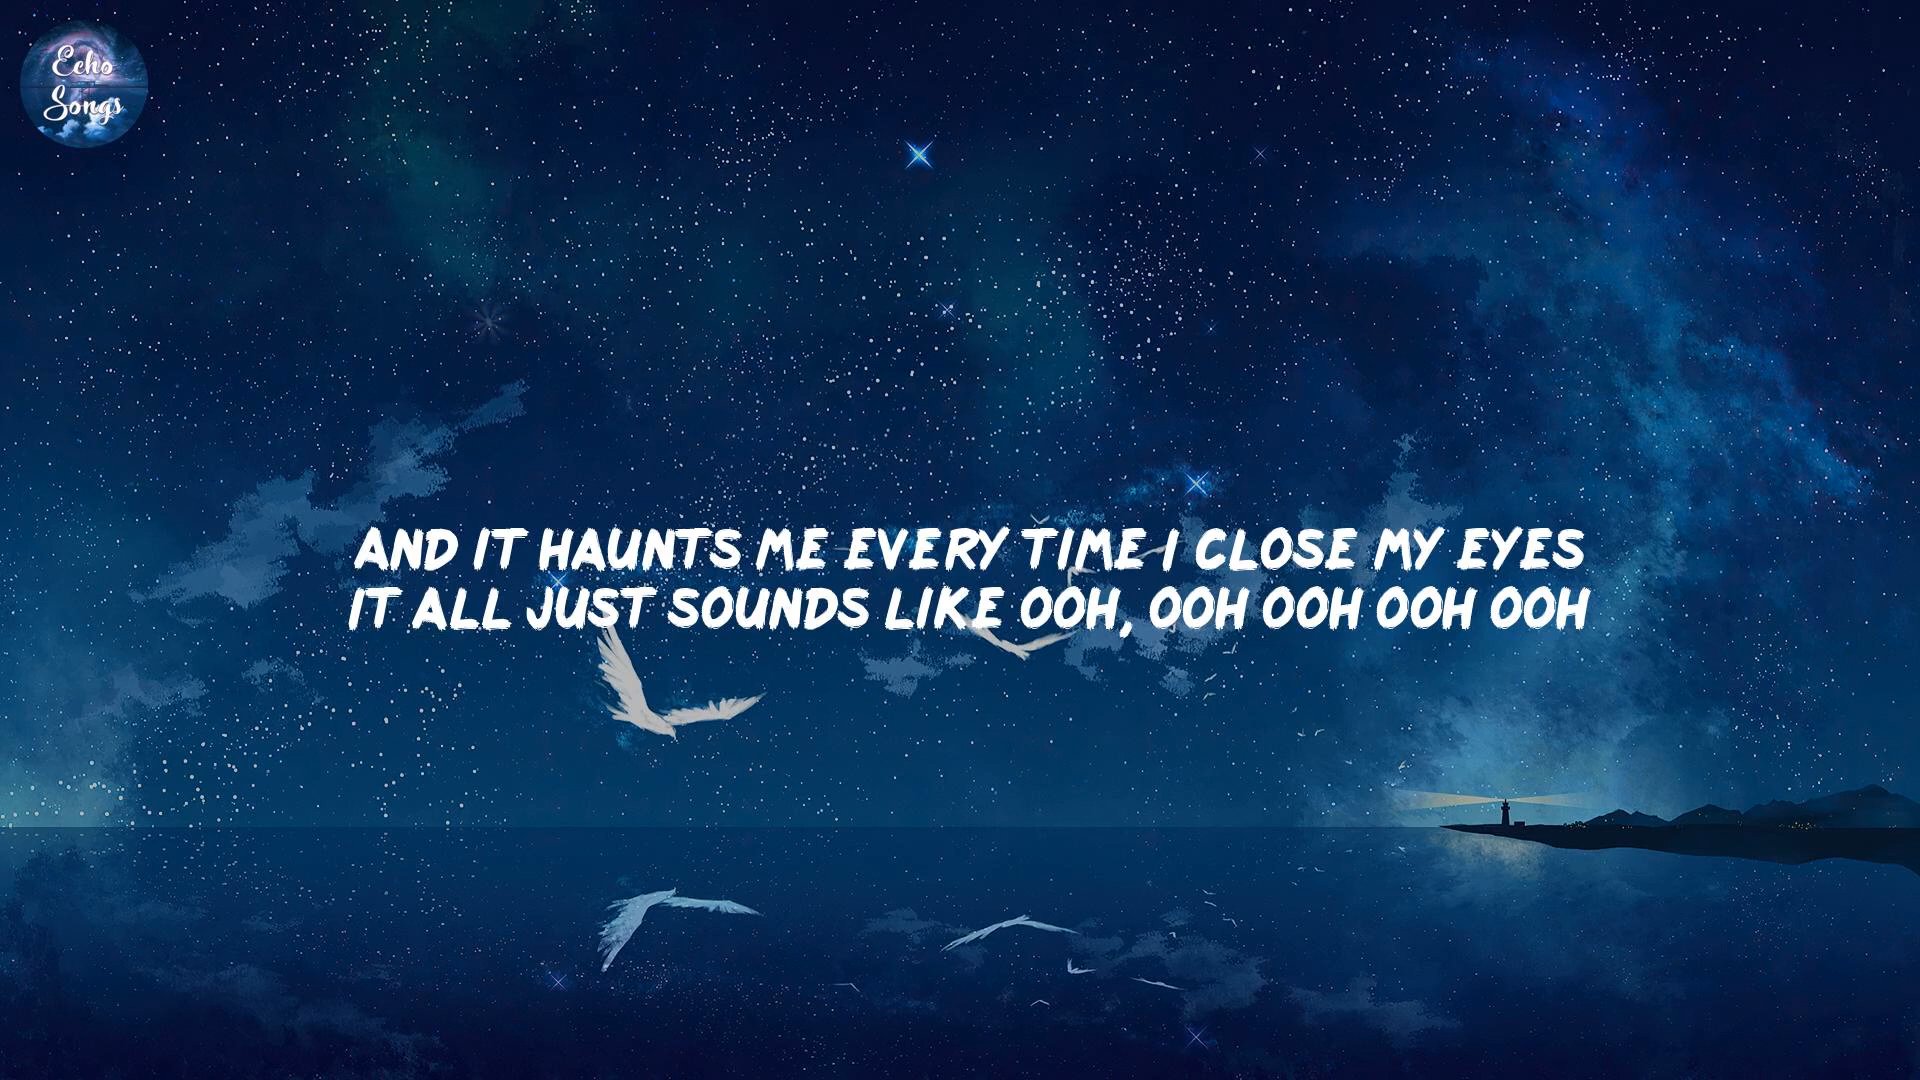 Echo
Songs
AND IT HAUNTS ME EVERY TIME I CLOSE MY EYES
IT ALL JUST SOUNDS LIKE OOH, OOH OOH OOH OOH